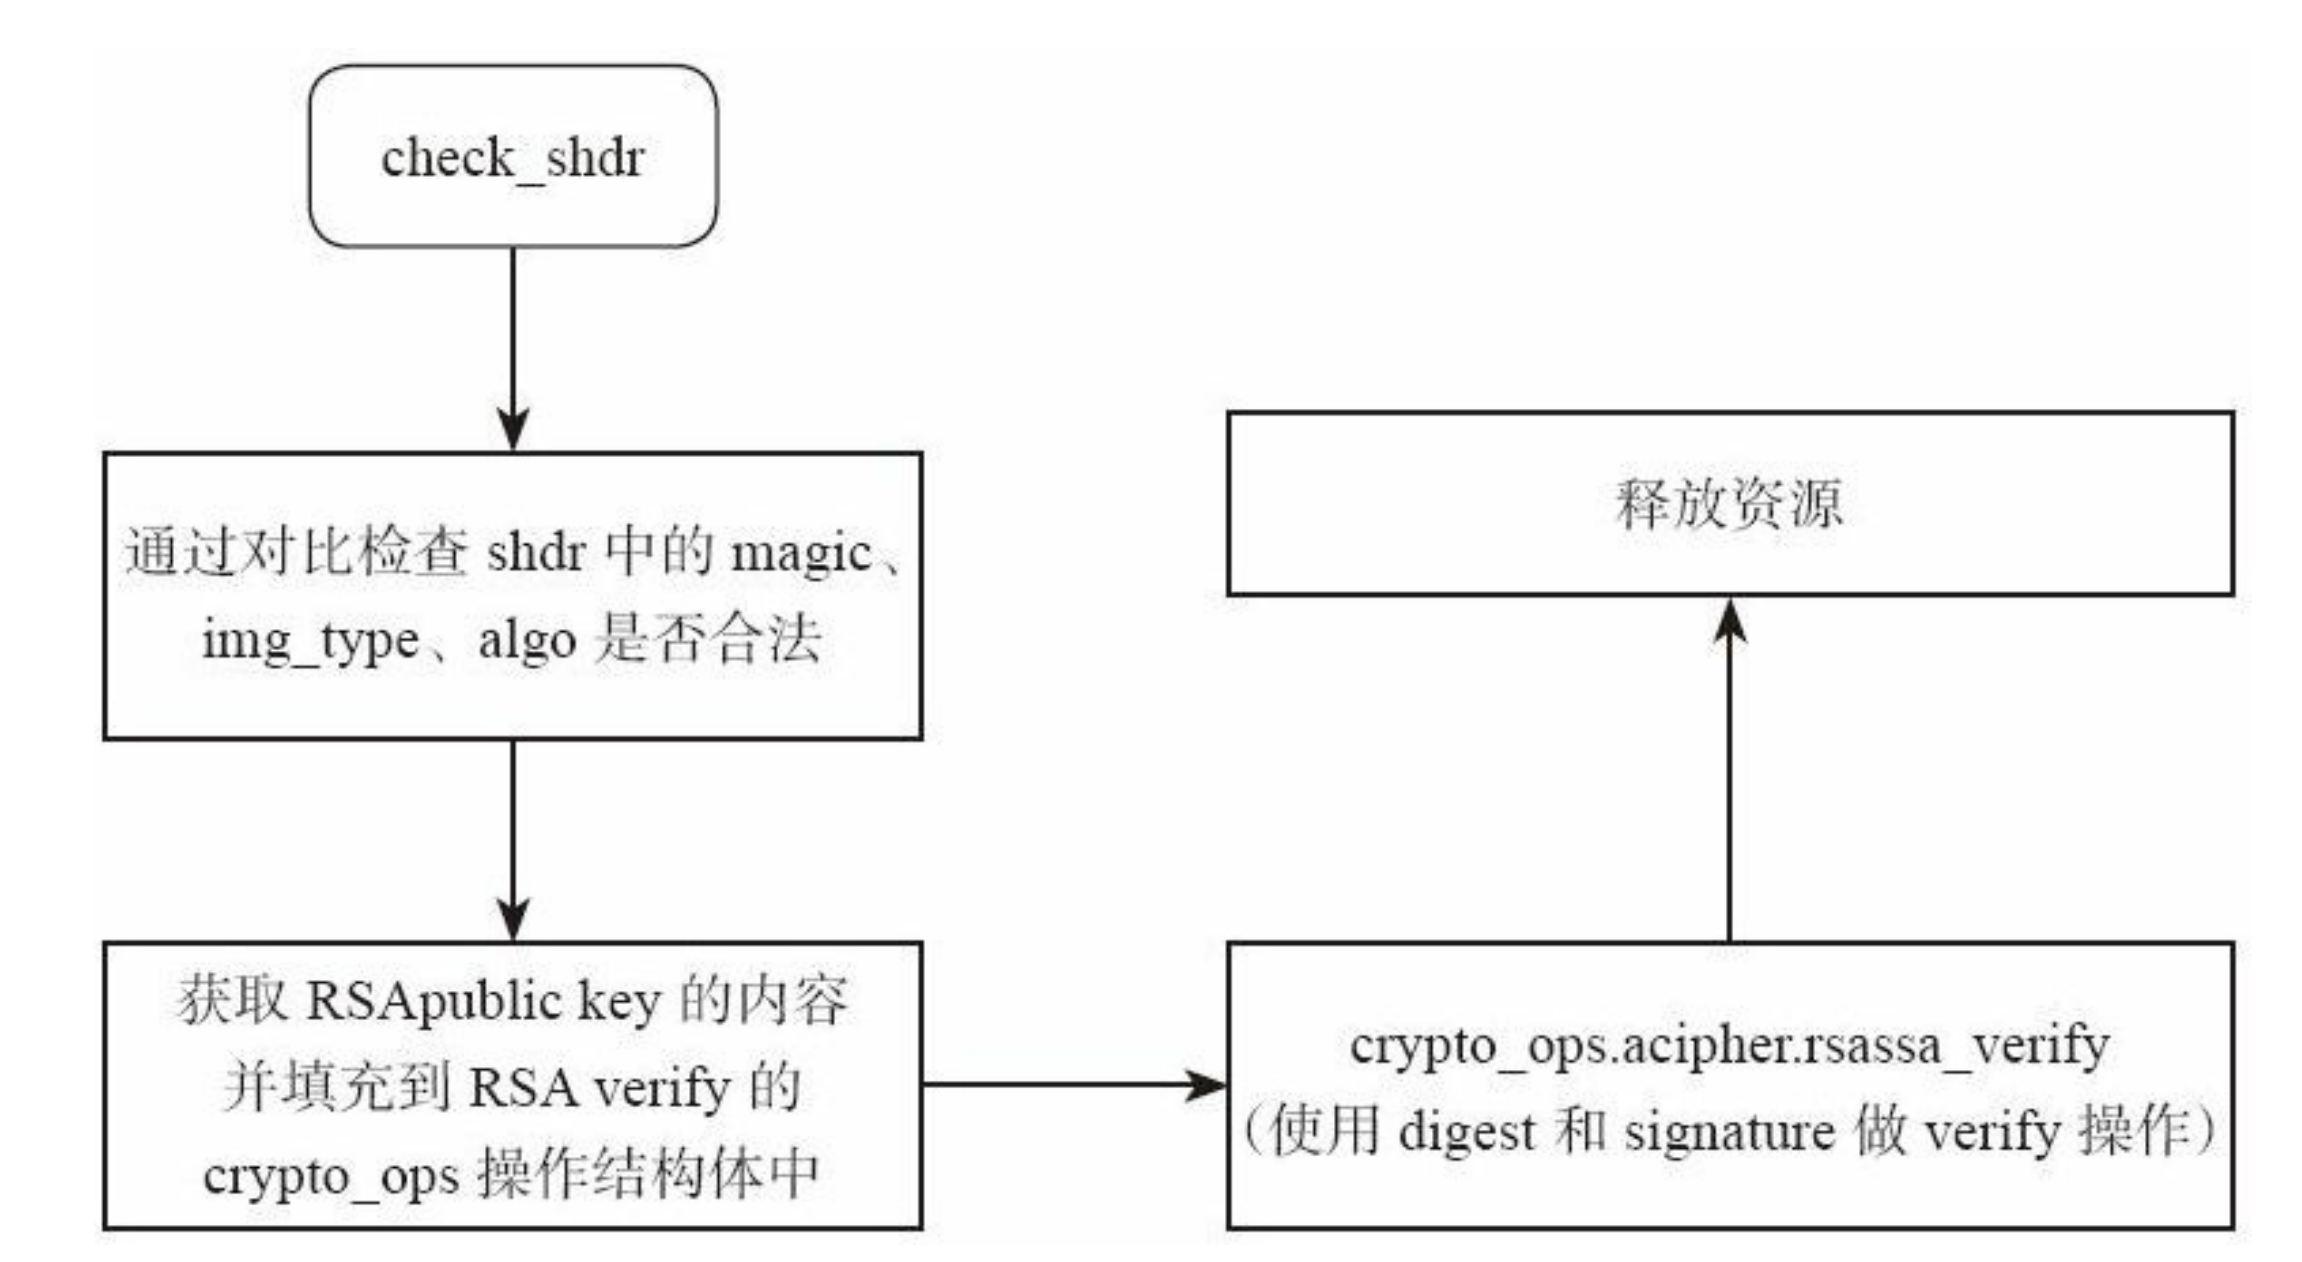 check_shdr
通过对比检查 shdr 中的 magic、
img_type、algo 是否合法
获取 RSApublic key 的内容
并填充到 RSA verify 的
crypto_ops 操作结构体中
crypto_ops.acipher.rsassa_verify
（使用 digest 和 signature 做 verify 操作）
释放资源